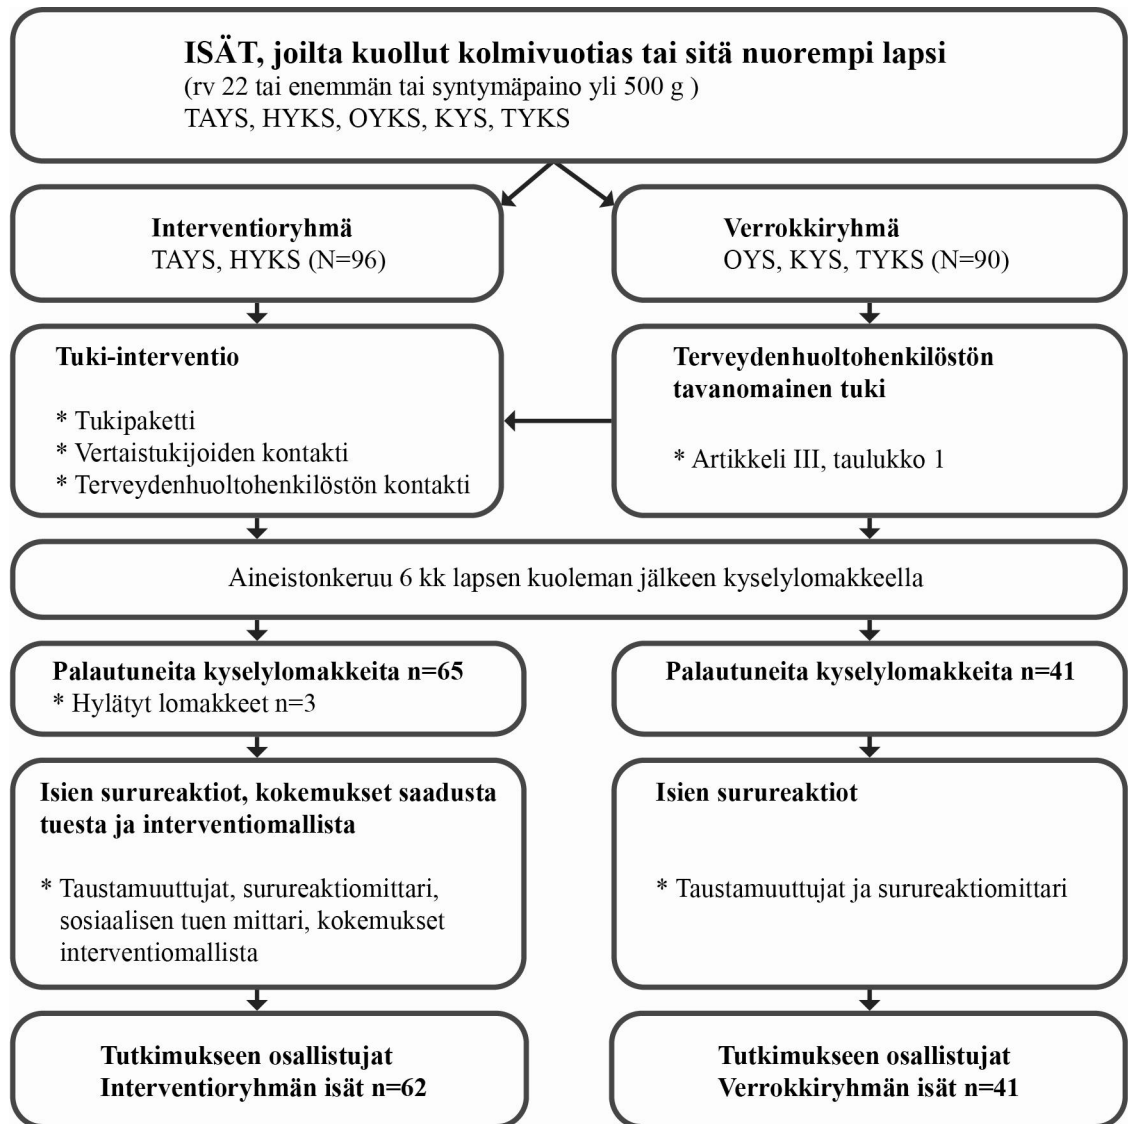 ISÄT, joilta kuollut kolmivuotias tai sitä nuorempi lapsi
(rv 22 tai enemmän tai syntymäpaino yli 500 g )
TAYS, HYKS, OYKS, KYS, TYKS
Interventioryhmä
TAYS, HYKS (N=96)
Verrokkiryhmä
OYS, KYS, TYKS (N=90)
Tuki-interventio
* Tukipaketti
* Vertaistukijoiden kontakti
* Terveydenhuoltohenkilöstön kontakti
Terveydenhuoltohenkilöstön
tavanomainen tuki
* Artikkeli III, taulukko 1
Aineistonkeruu 6 kk lapsen kuoleman jälkeen kyselylomakkeella
Palautuneita kyselylomakkeita n=65
* Hylätyt lomakkeet n=3
Palautuneita kyselylomakkeita n=41
Isien surureaktiot, kokemukset saadusta
tuesta ja interventiomallista
* Taustamuuttujat, surureaktiomittari,
sosiaalisen tuen mittari, kokemukset
interventiomallista
Isien surureaktiot
* Taustamuuttujat ja surureaktiomittari
Tutkimukseen osallistujat
Interventioryhmän isät n=62
Tutkimukseen osallistujat
Verrokkiryhmän isät n=41